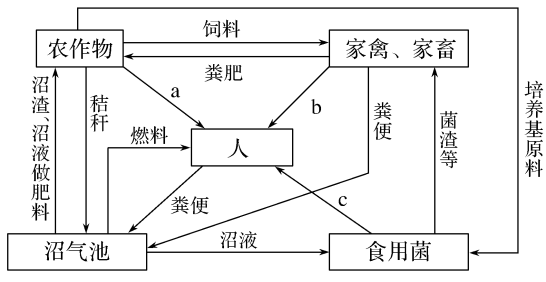 农作物
饲料
家禽、家畜
粪肥
沼渣、沼液做肥料
秸秆
a
b
粪便
菌渣等
培养基原料
燃料
人
粪便
c
沼气池
沼液
食用菌